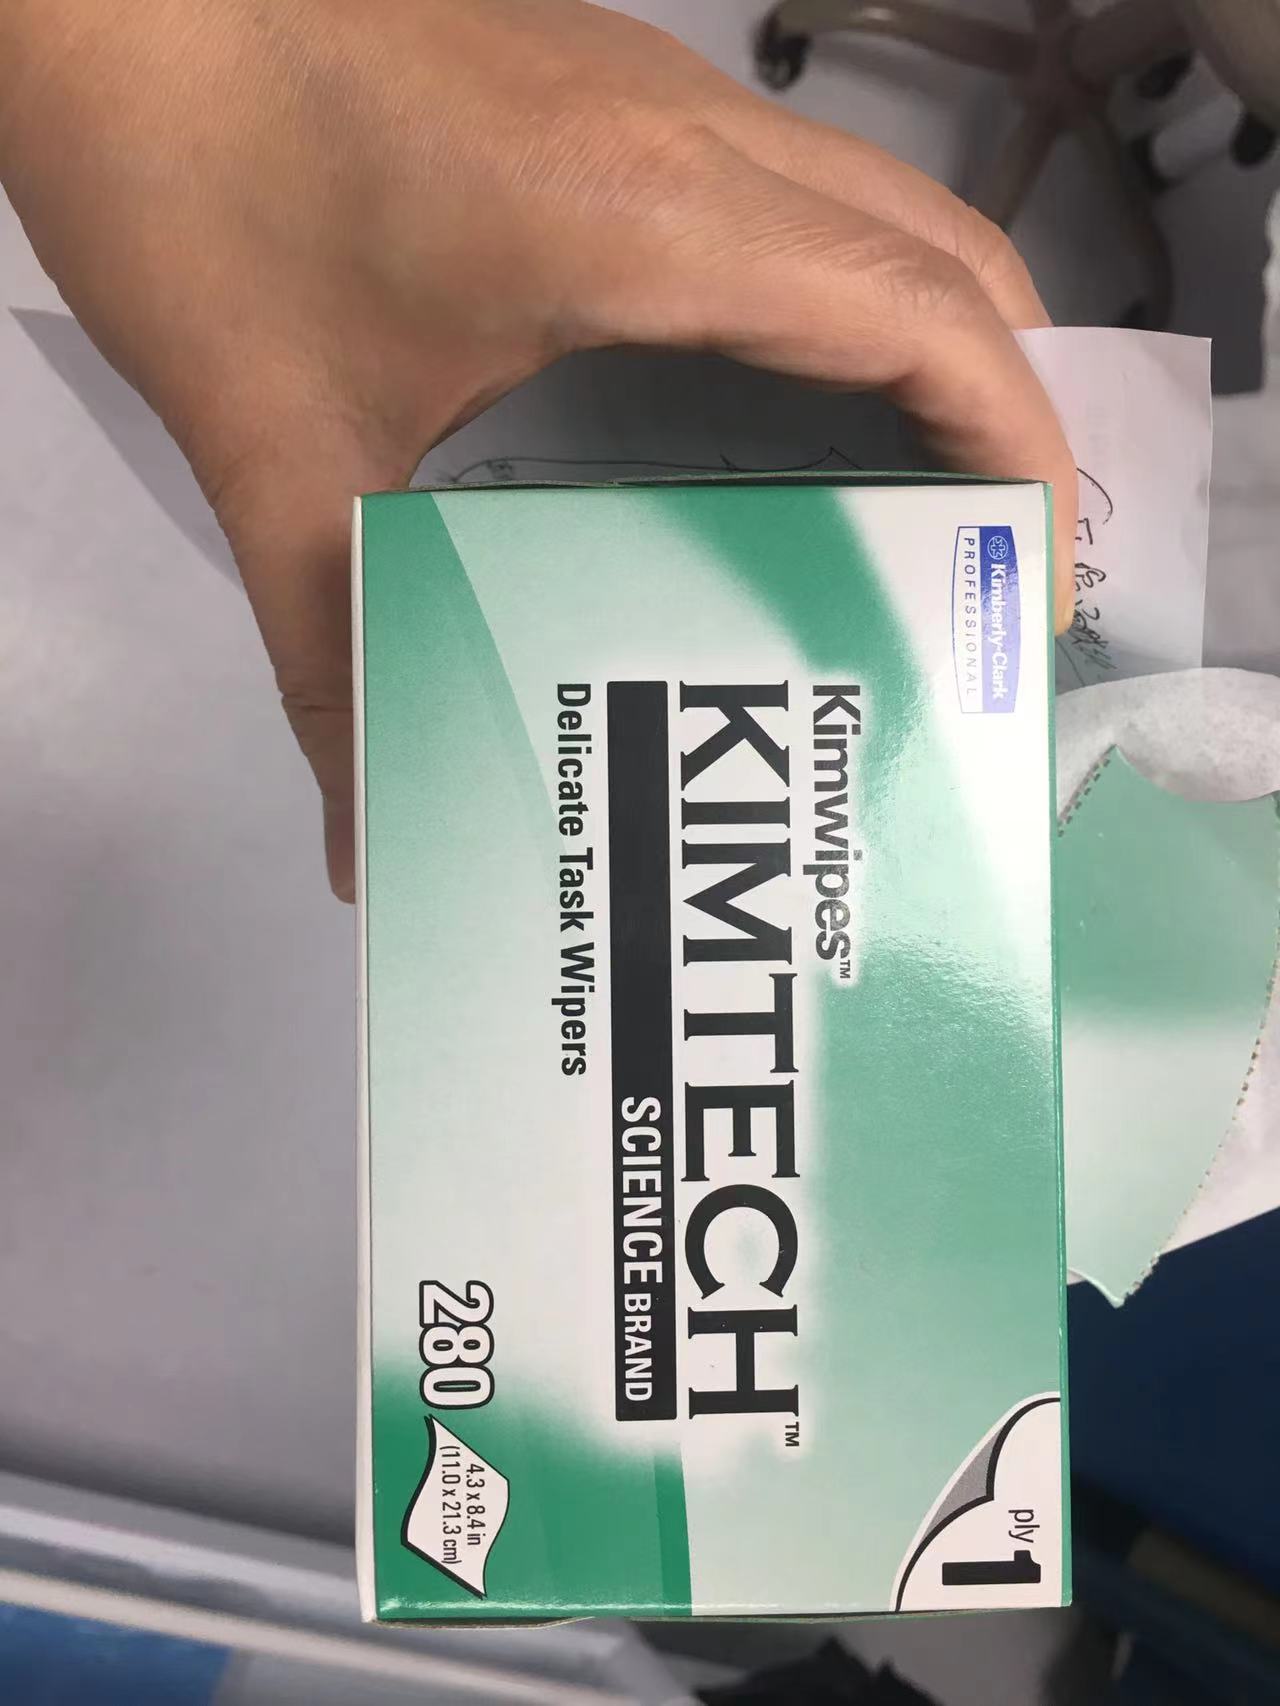 Kimberly-Clark
PROFESSIONAL
ply 1
Kimwipes™
KIMTECH™
SCIENCE BRAND
Delicate Task Wipers
280
4.3 x 8.4 in
(11.0 x 21.3 cm)